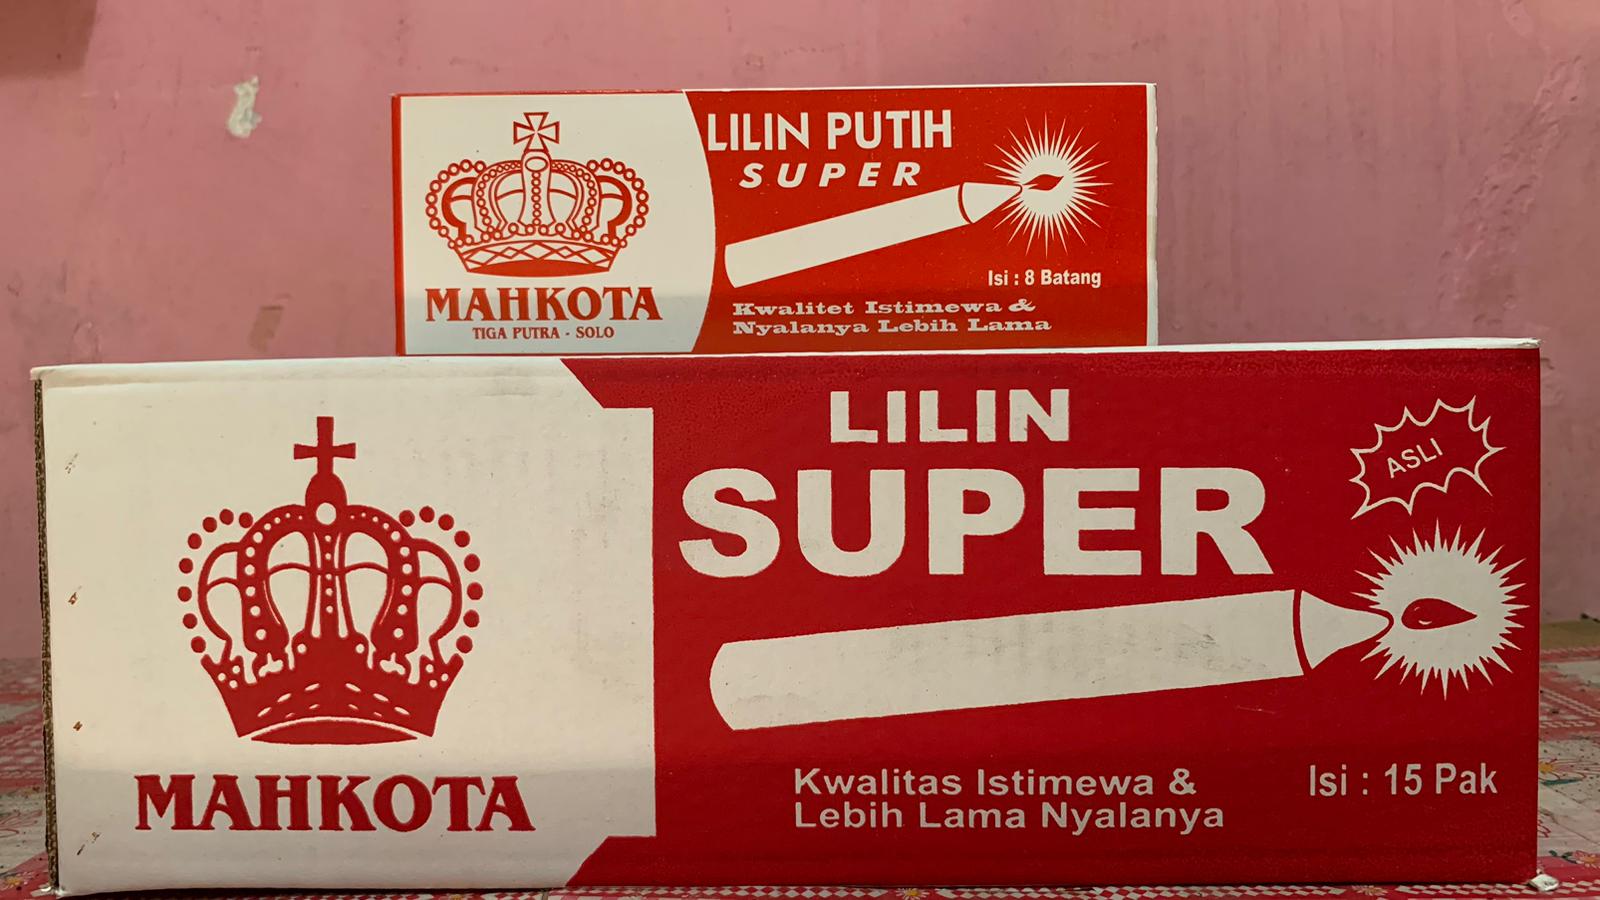 MAHKOTA
TIGA PUTRA - SOLO
LILIN PUTIH
SUPER
Isi : 8 Batang
Kwalitet Istimewa &
Nyalanya Lebih Lama
MAHKOTA
LILIN
SUPER
ASLI
Kwalitas Istimewa &
Lebih Lama Nyalanya
Isi : 15 Pak